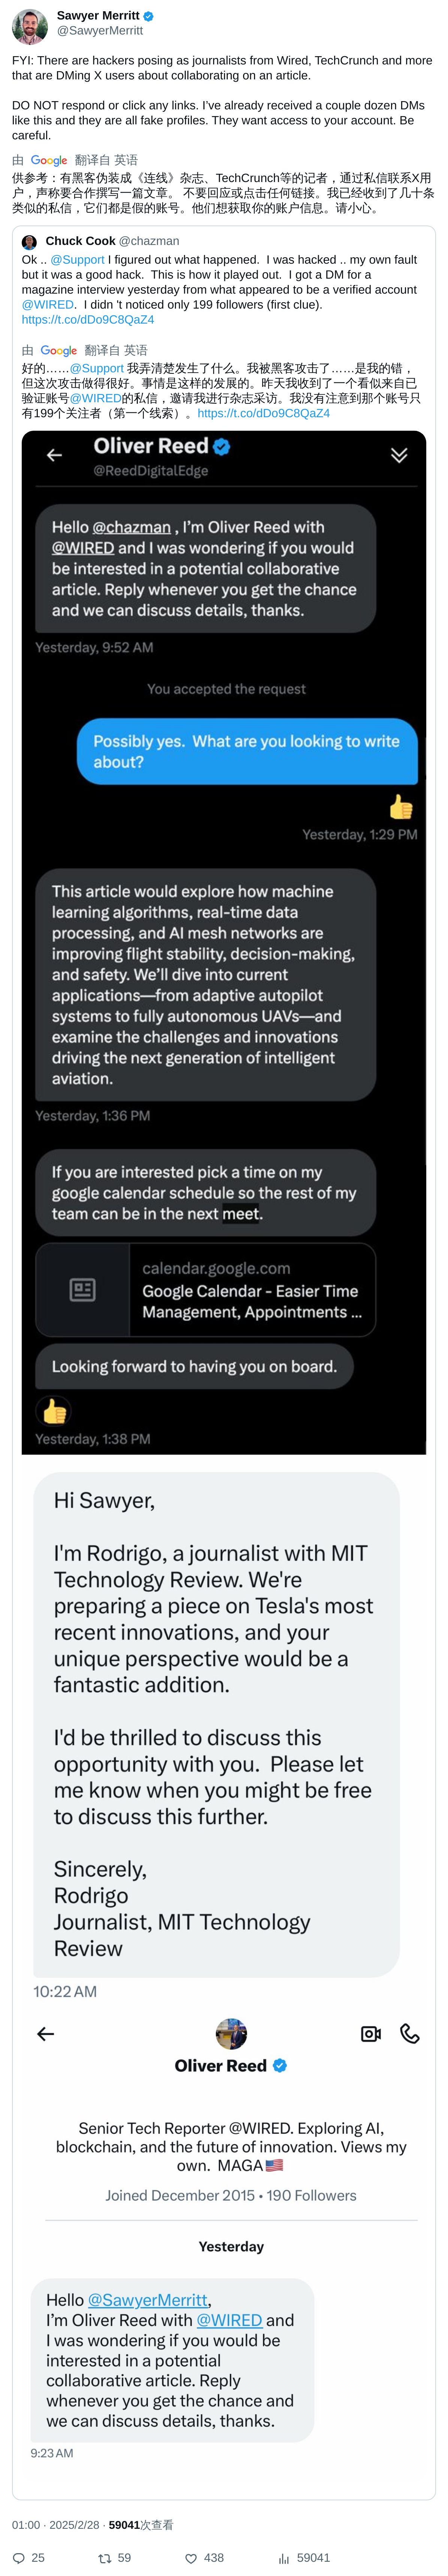 Sawyer Merritt
@SawyerMerritt
FYI: There are hackers posing as journalists from Wired, TechCrunch and more
that are DMing X users about collaborating on an article.
DO NOT respond or click any links. I've already received a couple dozen DMs
like this and they are all fake profiles. They want access to your account. Be
careful.
由 Google 翻译自 英语
供参考：有黑客伪装成《连线》杂志、TechCrunch等的记者，通过私信联系X用
户，声称要合作撰写一篇文章。 不要回应或点击任何链接。我已经收到了几十条
类似的私信，它们都是假的账号。他们想获取你的账户信息。请小心。
Chuck Cook @chazman
Ok .. @Support I figured out what happened.  I was hacked .. my own fault
but it was a good hack.  This is how it played out.  I got a DM for a
magazine interview yesterday from what appeared to be a verified account
@WIRED.  I didn 't noticed only 199 followers (first clue).
https://t.co/dDo9C8QaZ4
由 Google 翻译自 英语
好的……@Support 我弄清楚发生了什么。我被黑客攻击了……是我的错，
但这次攻击做得很好。事情是这样的发展的。昨天我收到了一个看似来自已
验证账号@WIRED的私信，邀请我进行杂志采访。我没有注意到那个账号只
有199个关注者（第一个线索）。https://t.co/dDo9C8QaZ4
Oliver Reed
@ReedDigitalEdge
Hello @chazman , I'm Oliver Reed with
@WIRED and I was wondering if you would
be interested in a potential collaborative
article. Reply whenever you get the chance
and we can discuss details, thanks.
Yesterday, 9:52 AM
You accepted the request
Possibly yes.  What are you looking to write
about?
Yesterday, 1:29 PM
This article would explore how machine
learning algorithms, real-time data
processing, and AI mesh networks are
improving flight stability, decision-making,
and safety. We'll dive into current
applications—from adaptive autopilot
systems to fully autonomous UAVs—and
examine the challenges and innovations
driving the next generation of intelligent
aviation.
Yesterday, 1:36 PM
If you are interested pick a time on my
google calendar schedule so the rest of my
team can be in the next meet.
calendar.google.com
Google Calendar - Easier Time
Management, Appointments ...
Looking forward to having you on board.
Yesterday, 1:38 PM
Hi Sawyer,
I'm Rodrigo, a journalist with MIT
Technology Review. We're
preparing a piece on Tesla's most
recent innovations, and your
unique perspective would be a
fantastic addition.
I'd be thrilled to discuss this
opportunity with you.  Please let
me know when you might be free
to discuss this further.
Sincerely,
Rodrigo
Journalist, MIT Technology
Review
10:22 AM
Oliver Reed
Senior Tech Reporter @WIRED. Exploring AI,
blockchain, and the future of innovation. Views my
own.  MAGA🇺🇸
Joined December 2015 • 190 Followers
Yesterday
Hello @SawyerMerritt,
I'm Oliver Reed with @WIRED and
I was wondering if you would be
interested in a potential
collaborative article. Reply
whenever you get the chance and
we can discuss details, thanks.
9:23 AM
01:00 · 2025/2/28 · 59041次查看
25 59 438 59041